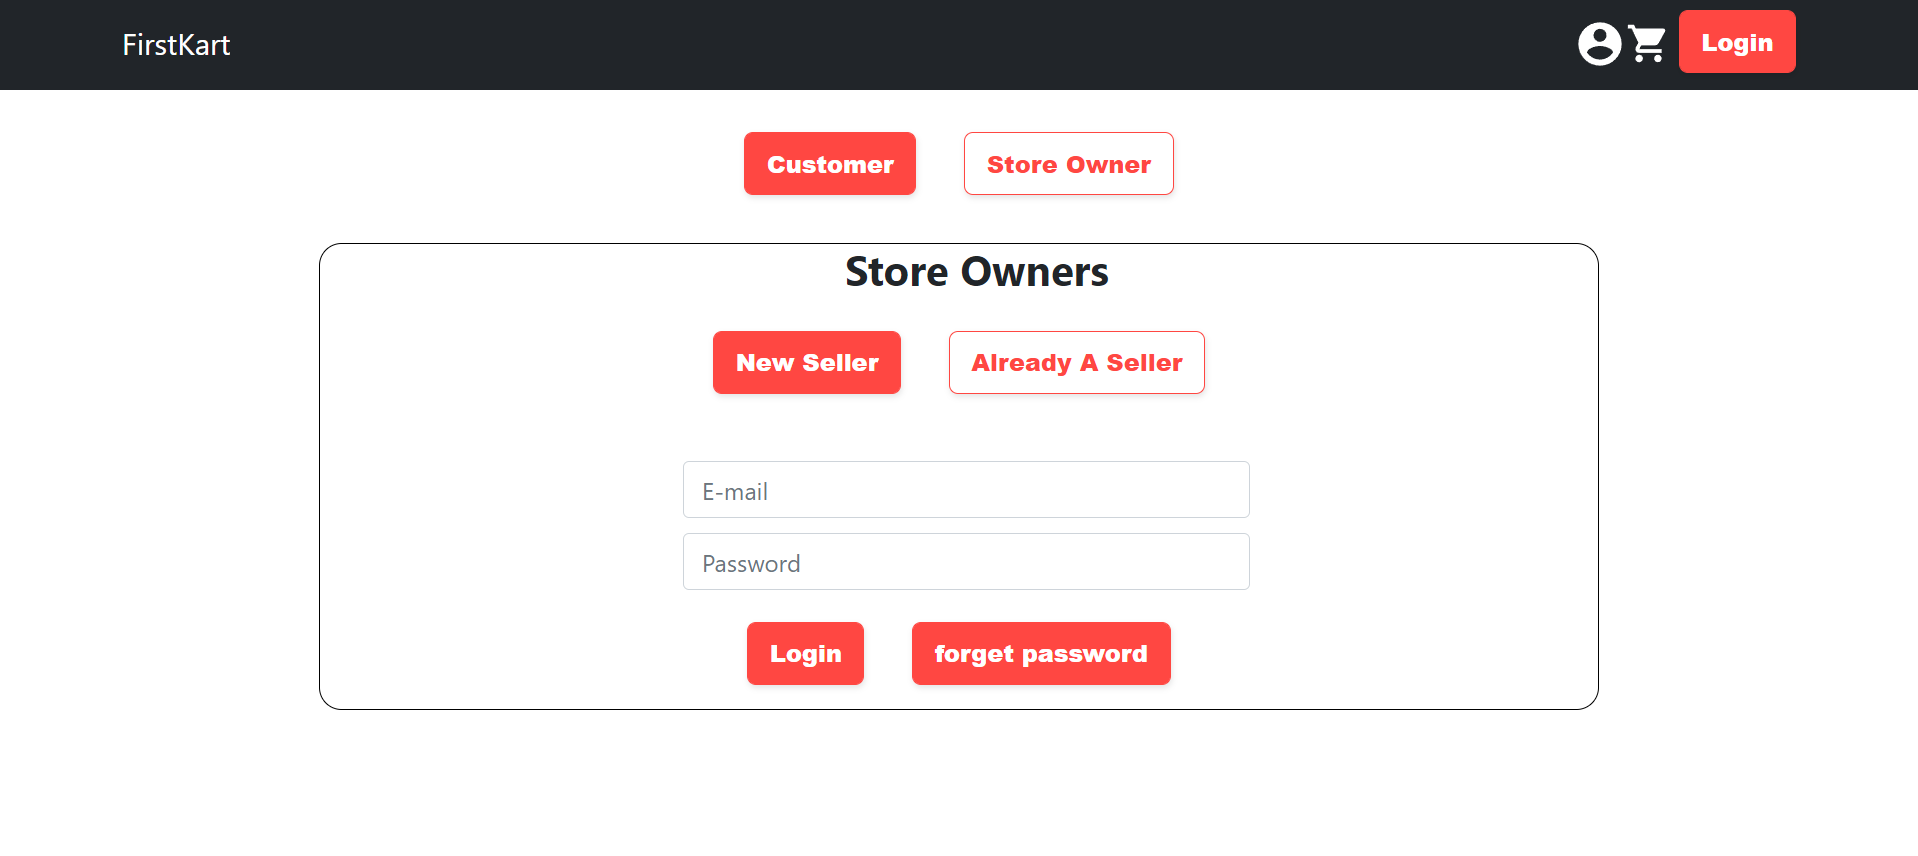 FirstKart Login
Customer Store Owner
Store Owners
New Seller Already A Seller
E-mail
Password
Login forget password